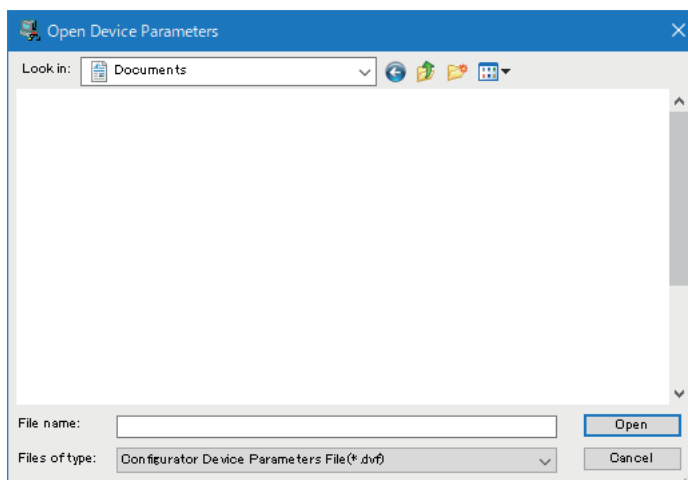 Open Device Parameters
Look in: Documents
File name: Open
Files of type: Configurator Device Parameters File(*.dvf) Cancel